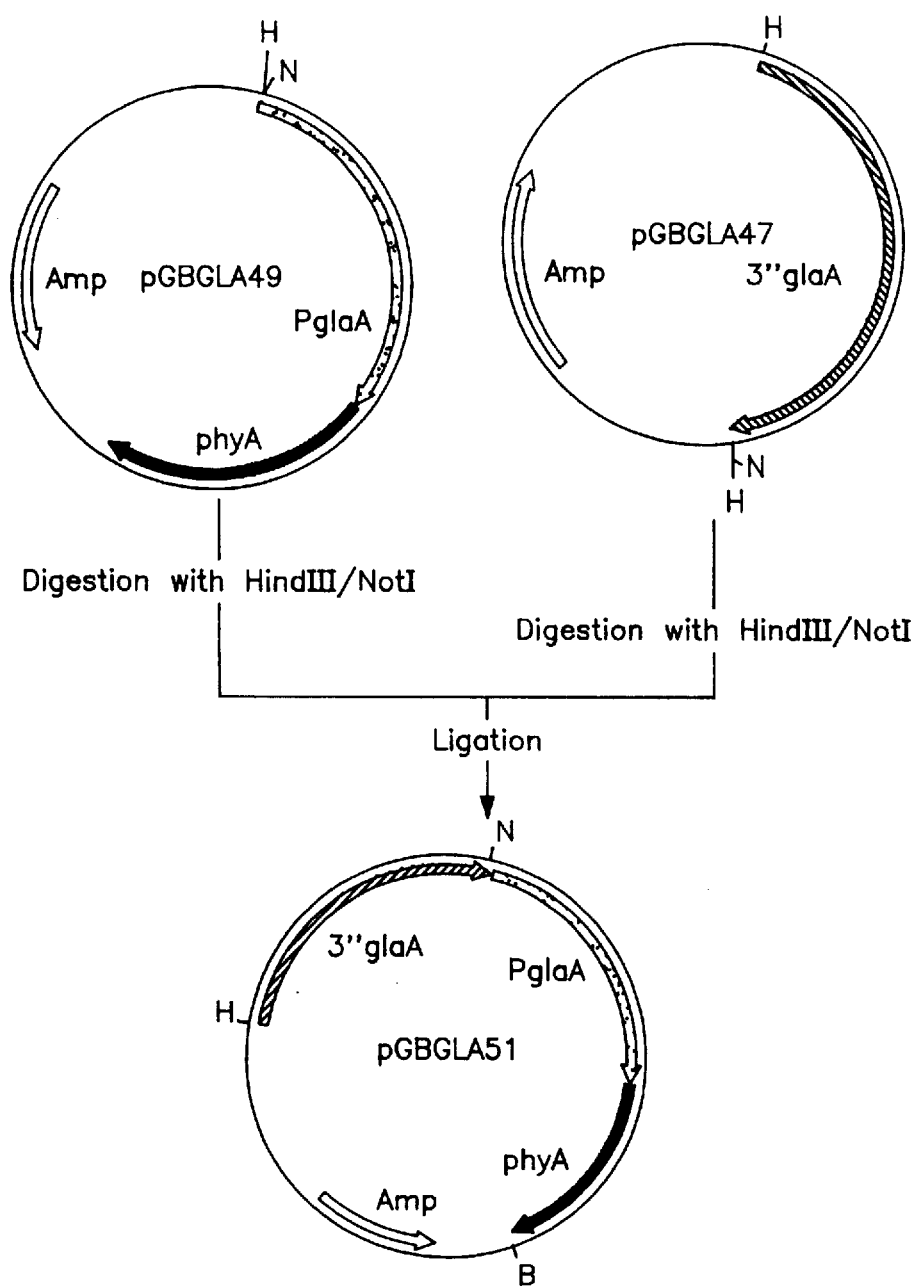 H
N
Amp
pGBGLA49
PglaA
phyA
H
pGBGLA47
Amp
3''glaA
N
H
Digestion with HindIII/NotI
Digestion with HindIII/NotI
Ligation
N
3''glaA
PglaA
H
pGBGLA51
phyA
Amp
B